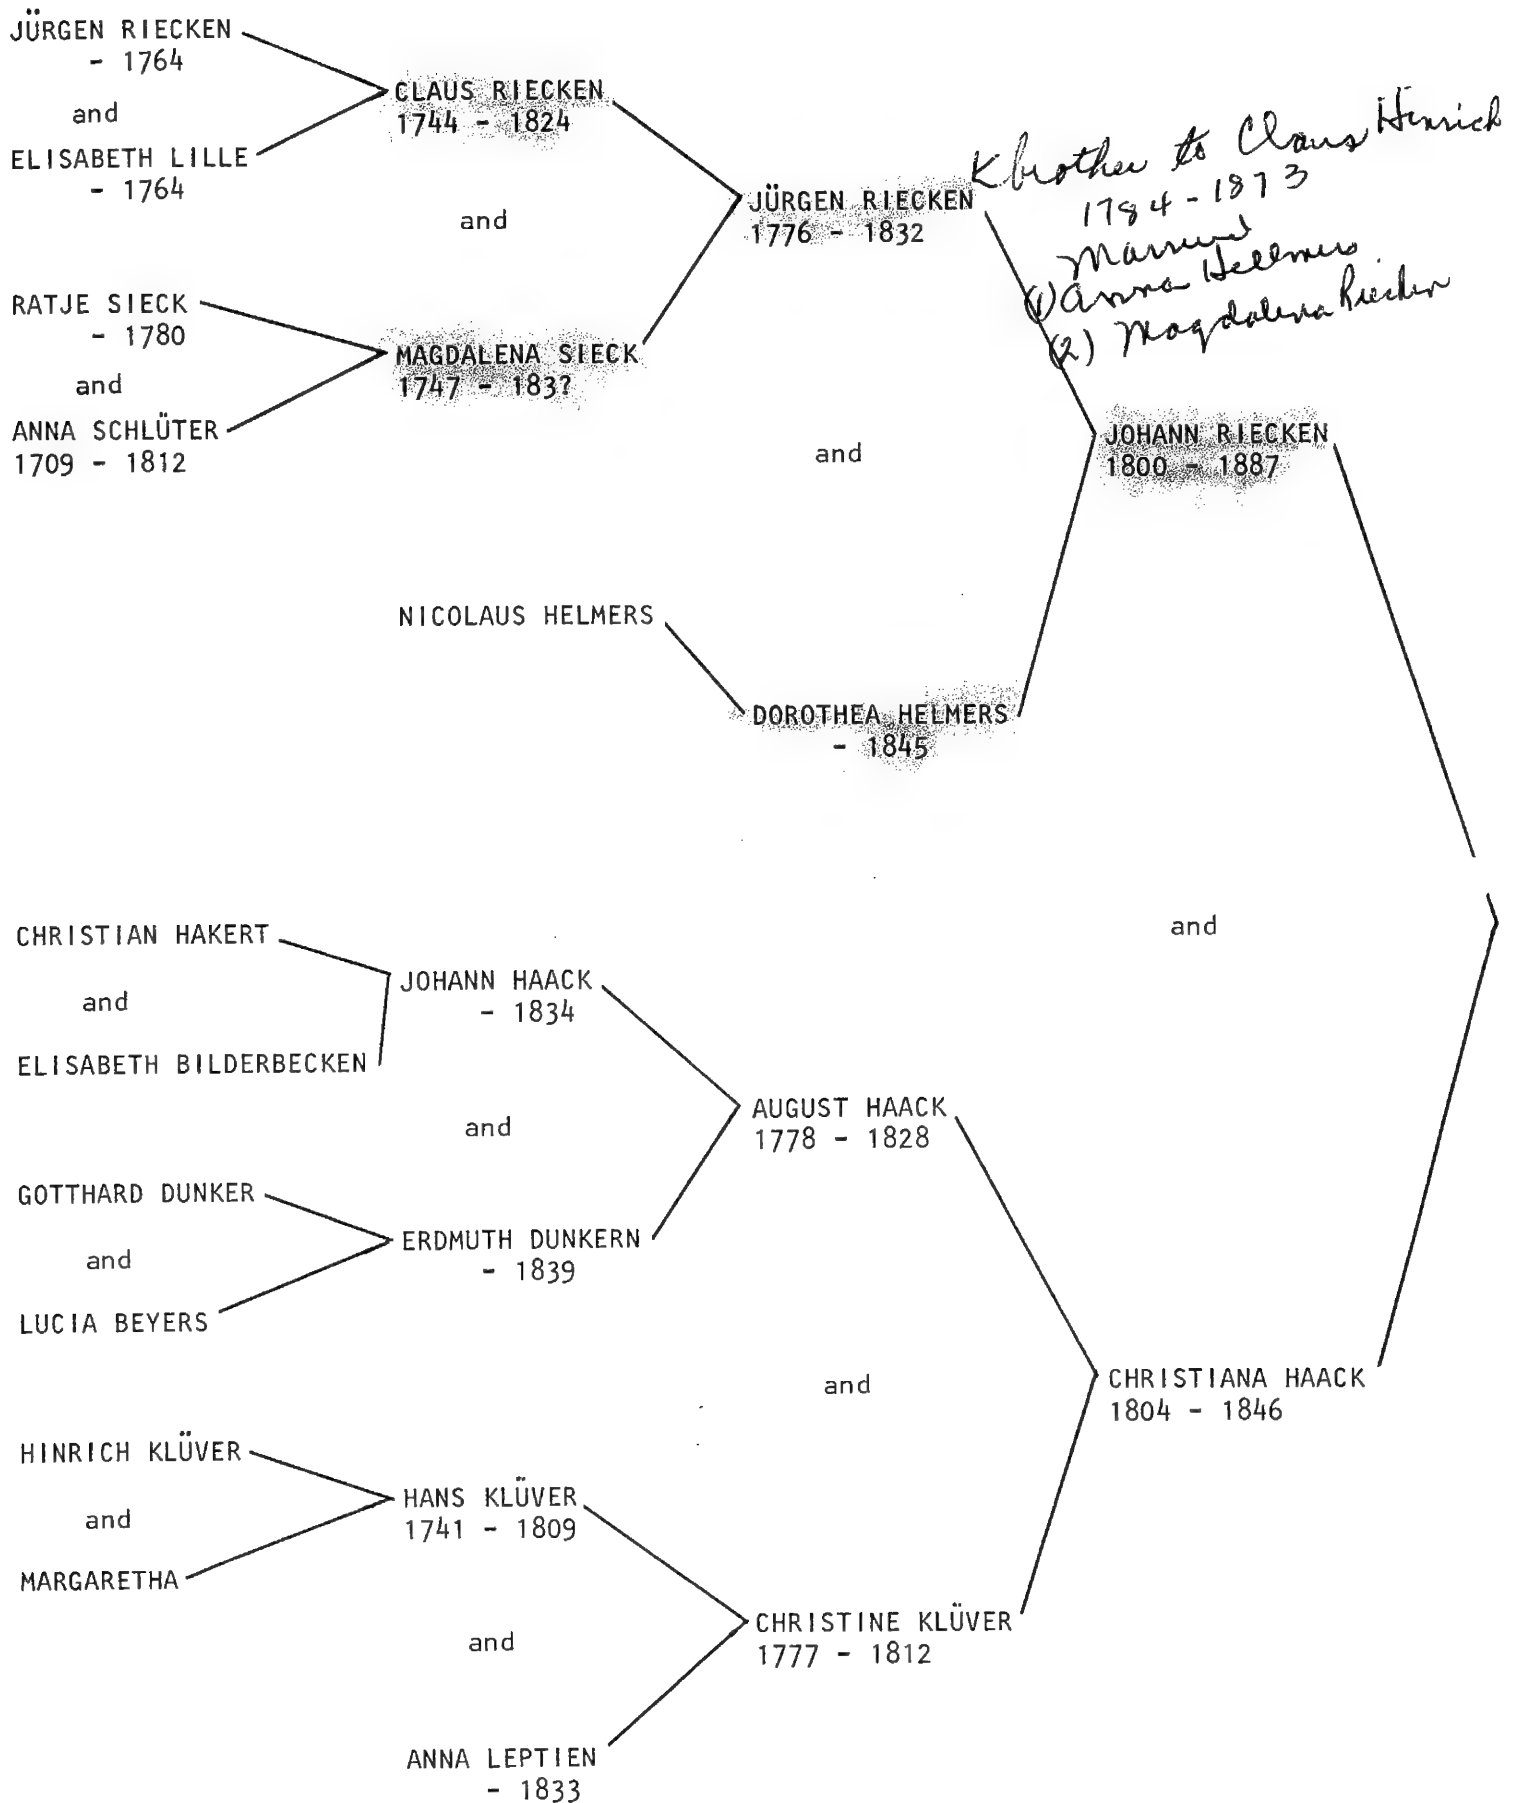 JÜRGEN RIECKEN
- 1764
and
ELISABETH LILLE
- 1764
CLAUS RIECKEN
1744 - 1824
and
RATJE SIECK
- 1780
and
ANNA SCHLÜTER
1709 - 1812
MAGDALENA SIECK
1747 - 183?
JÜRGEN RIECKEN
1776 - 1832
brother to Claus Hinrich
1784 - 1873
Married
(1) Anna Hellmers
(2) Magdalena Riecken
and
JOHANN RIECKEN
1800 - 1887
NICOLAUS HELMERS
DOROTHEA HELMERS
- 1845
and
CHRISTIAN HAKERT
and
ELISABETH BILDERBECKEN
JOHANN HAACK
- 1834
and
GOTTHARD DUNKER
and
LUCIA BEYERS
ERDMUTH DUNKERN
- 1839
AUGUST HAACK
1778 - 1828
and
CHRISTIANA HAACK
1804 - 1846
HINRICH KLÜVER
and
MARGARETHA
HANS KLÜVER
1741 - 1809
and
CHRISTINE KLÜVER
1777 - 1812
ANNA LEPTIEN
- 1833